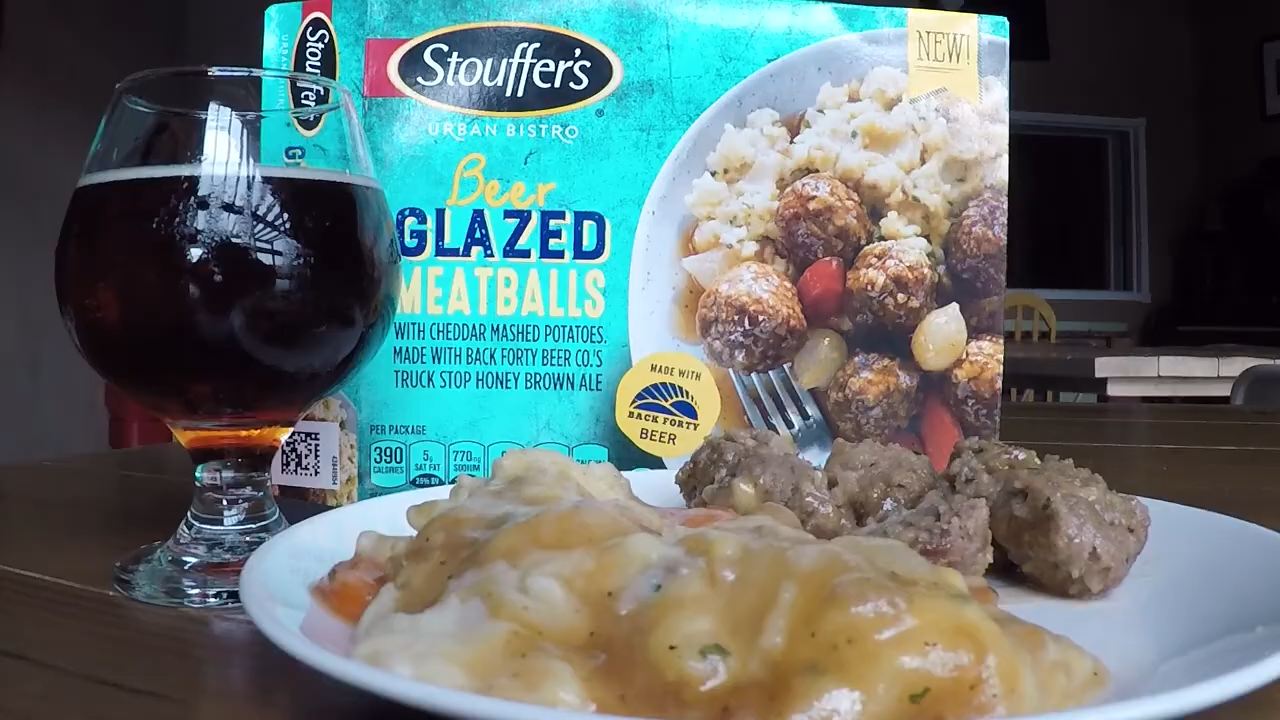 Stouffer's
URBAN BISTRO
NEW!
Beer
GLAZED
MEATBALLS
WITH CHEDDAR MASHED POTATOES,
MADE WITH BACK FORTY BEER CO.'S
TRUCK STOP HONEY BROWN ALE
MADE WITH
BACK FORTY
BEER
PER PACKAGE
390 CALORIES
5g SAT FAT 25% DV
770mg SODIUM
Stouffer's
URBAN
G